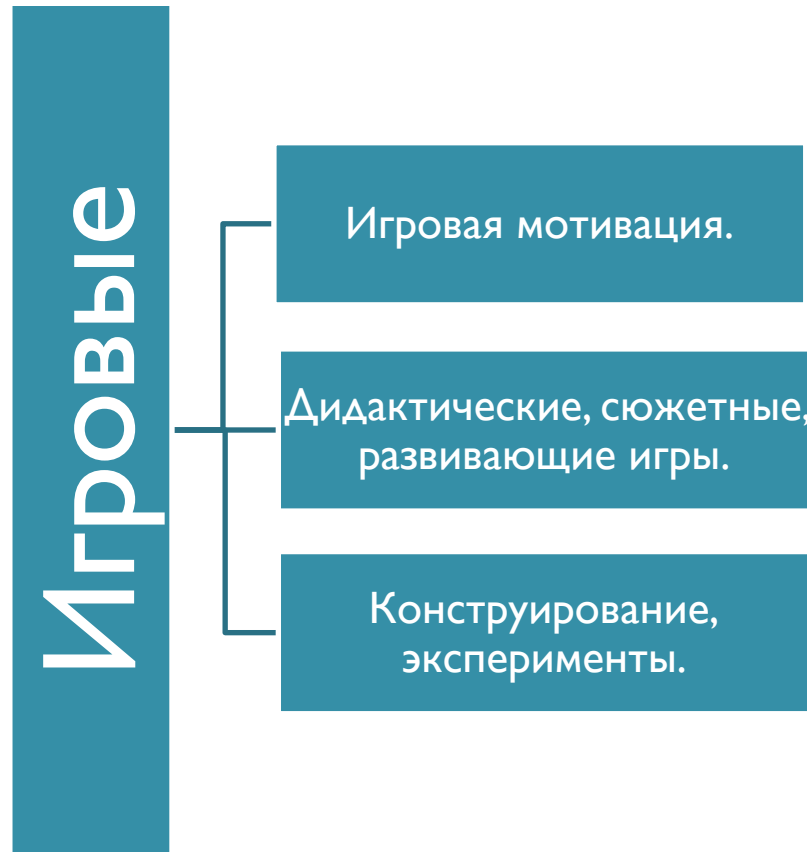 Игровые
Игровая мотивация.
Дидактические, сюжетные,
развивающие игры.
Конструирование,
эксперименты.